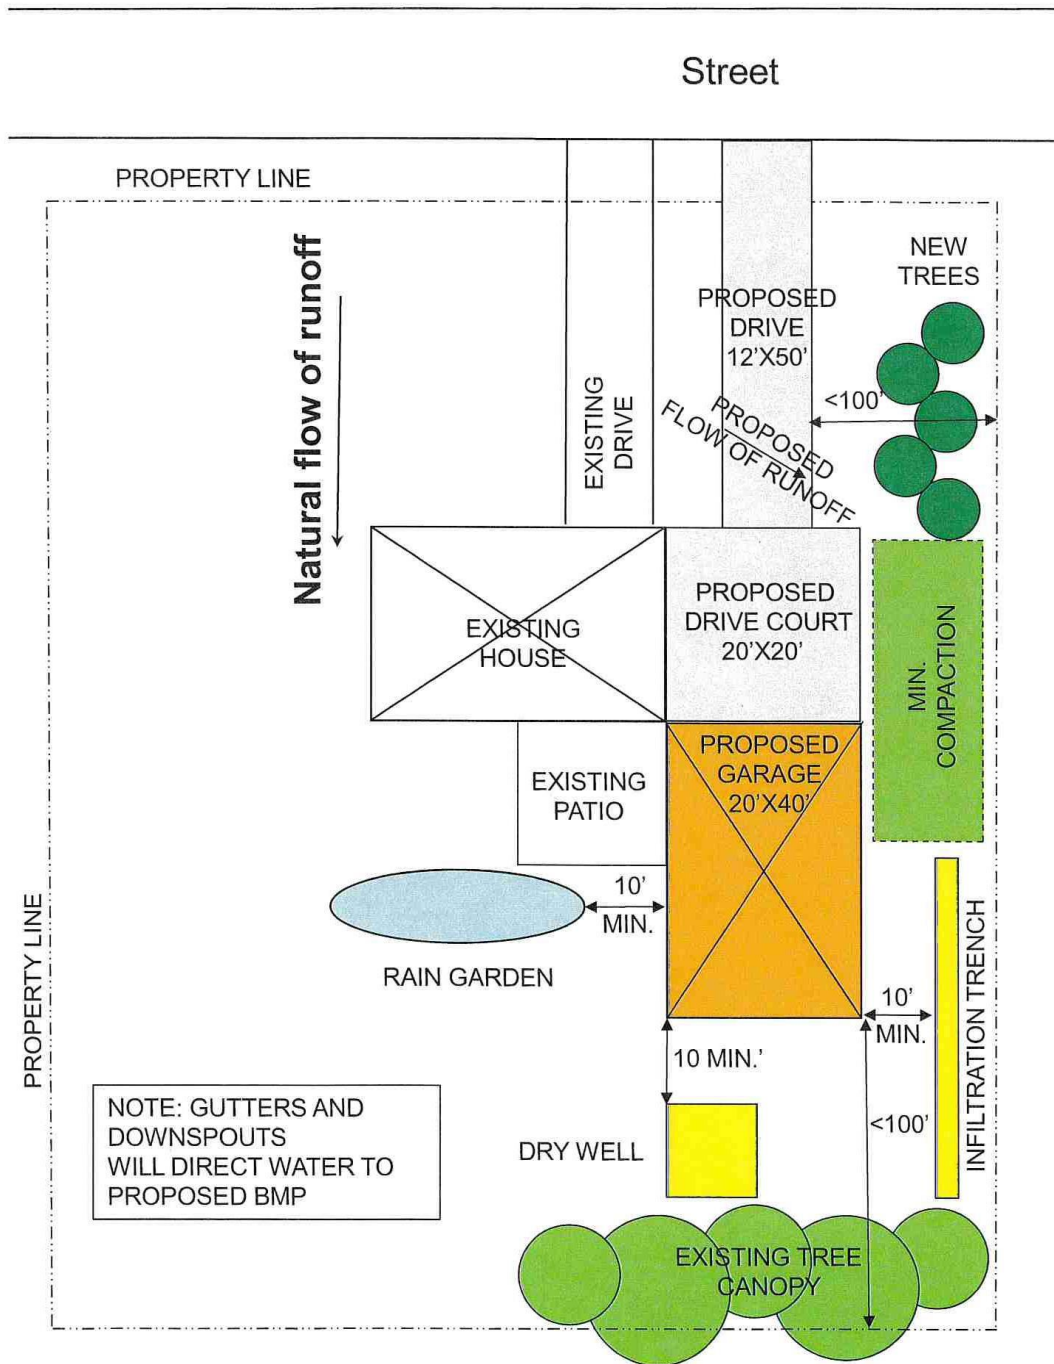 Street
PROPERTY LINE
Natural flow of runoff
NEW
TREES
PROPOSED
DRIVE
12'X50'
<100'
EXISTING
DRIVE
PROPOSED
FLOW OF RUNOFF
EXISTING
HOUSE
PROPOSED
DRIVE COURT
20'X20'
MIN.
COMPACTION
EXISTING
PATIO
PROPOSED
GARAGE
20'X40'
10'
MIN.
RAIN GARDEN
PROPERTY LINE
10'
MIN.
INFILTRATION TRENCH
10 MIN.'
<100'
DRY WELL
NOTE: GUTTERS AND
DOWNSPOUTS
WILL DIRECT WATER TO
PROPOSED BMP
EXISTING TREE
CANOPY